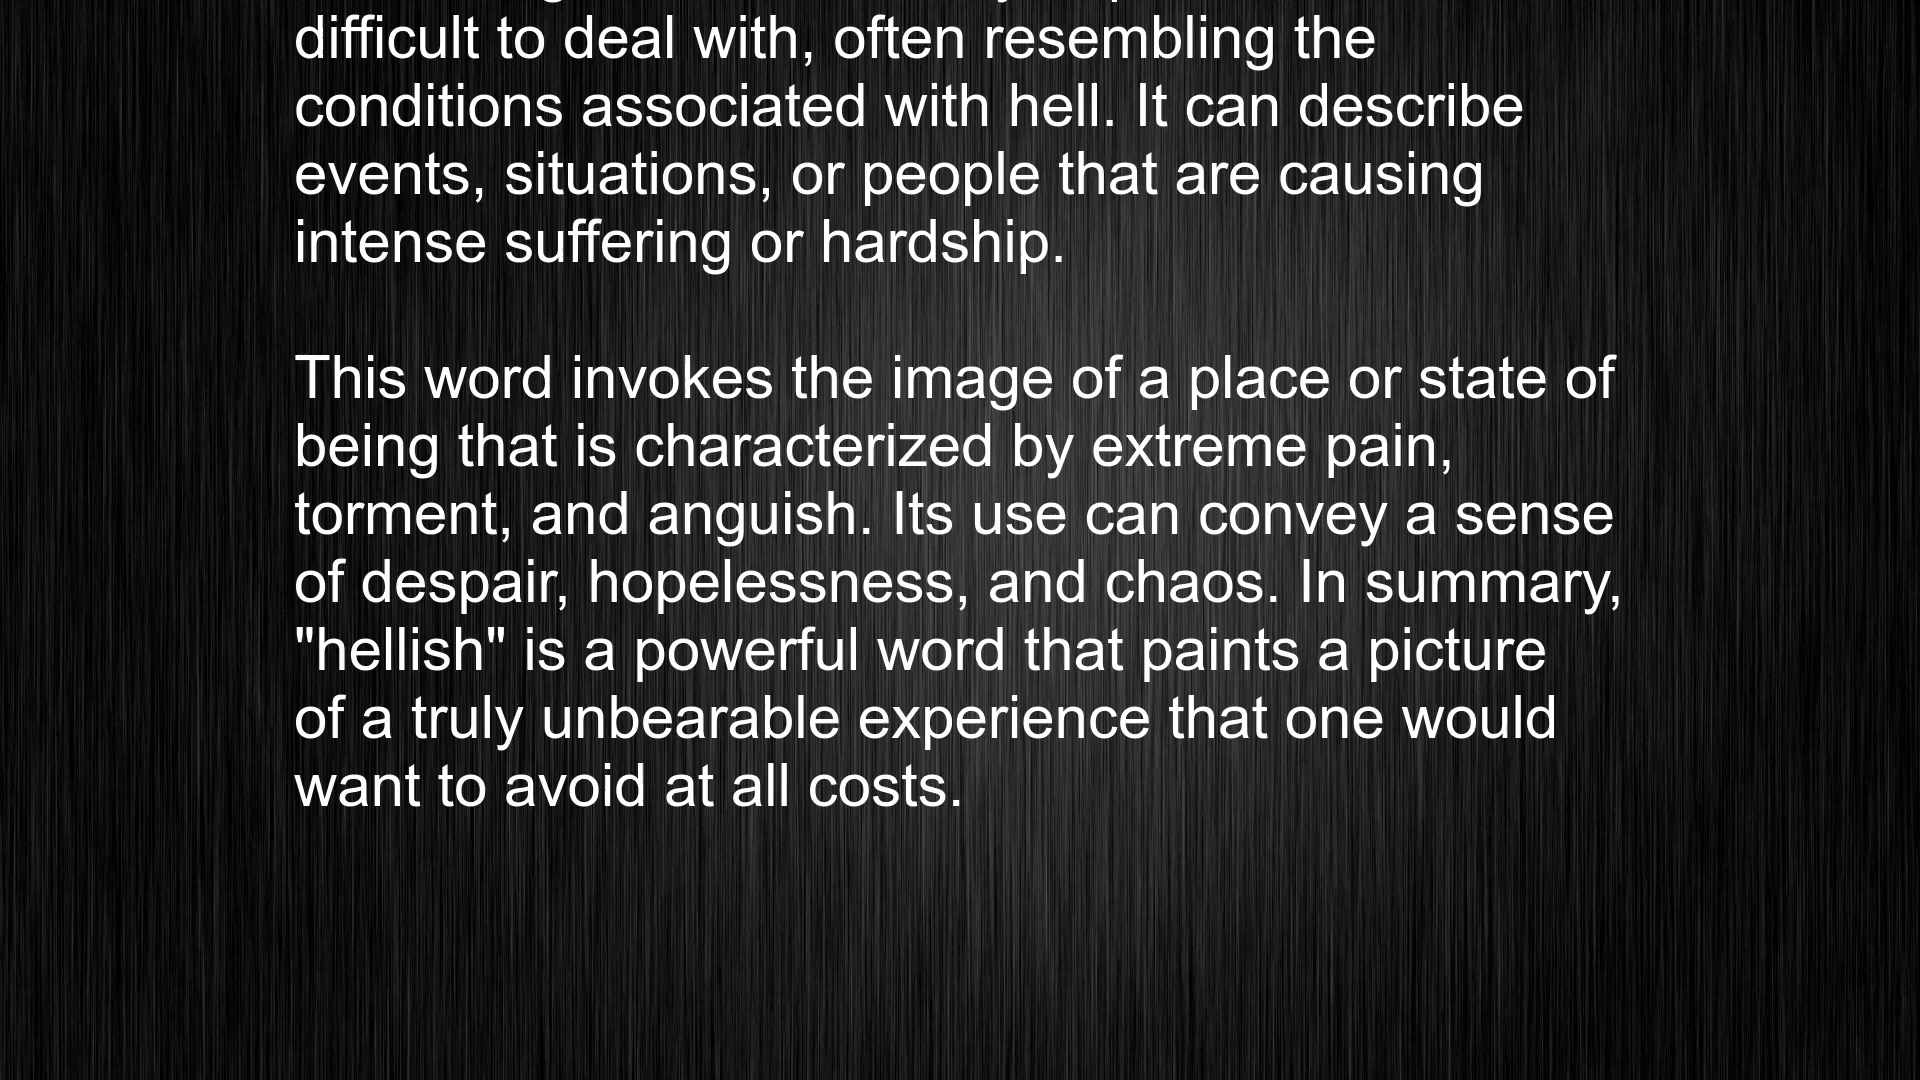 difficult to deal with, often resembling the
conditions associated with hell. It can describe
events, situations, or people that are causing
intense suffering or hardship.
This word invokes the image of a place or state of
being that is characterized by extreme pain,
torment, and anguish. Its use can convey a sense
of despair, hopelessness, and chaos. In summary,
"hellish" is a powerful word that paints a picture
of a truly unbearable experience that one would
want to avoid at all costs.